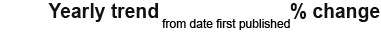 Yearly trend from date first published % change